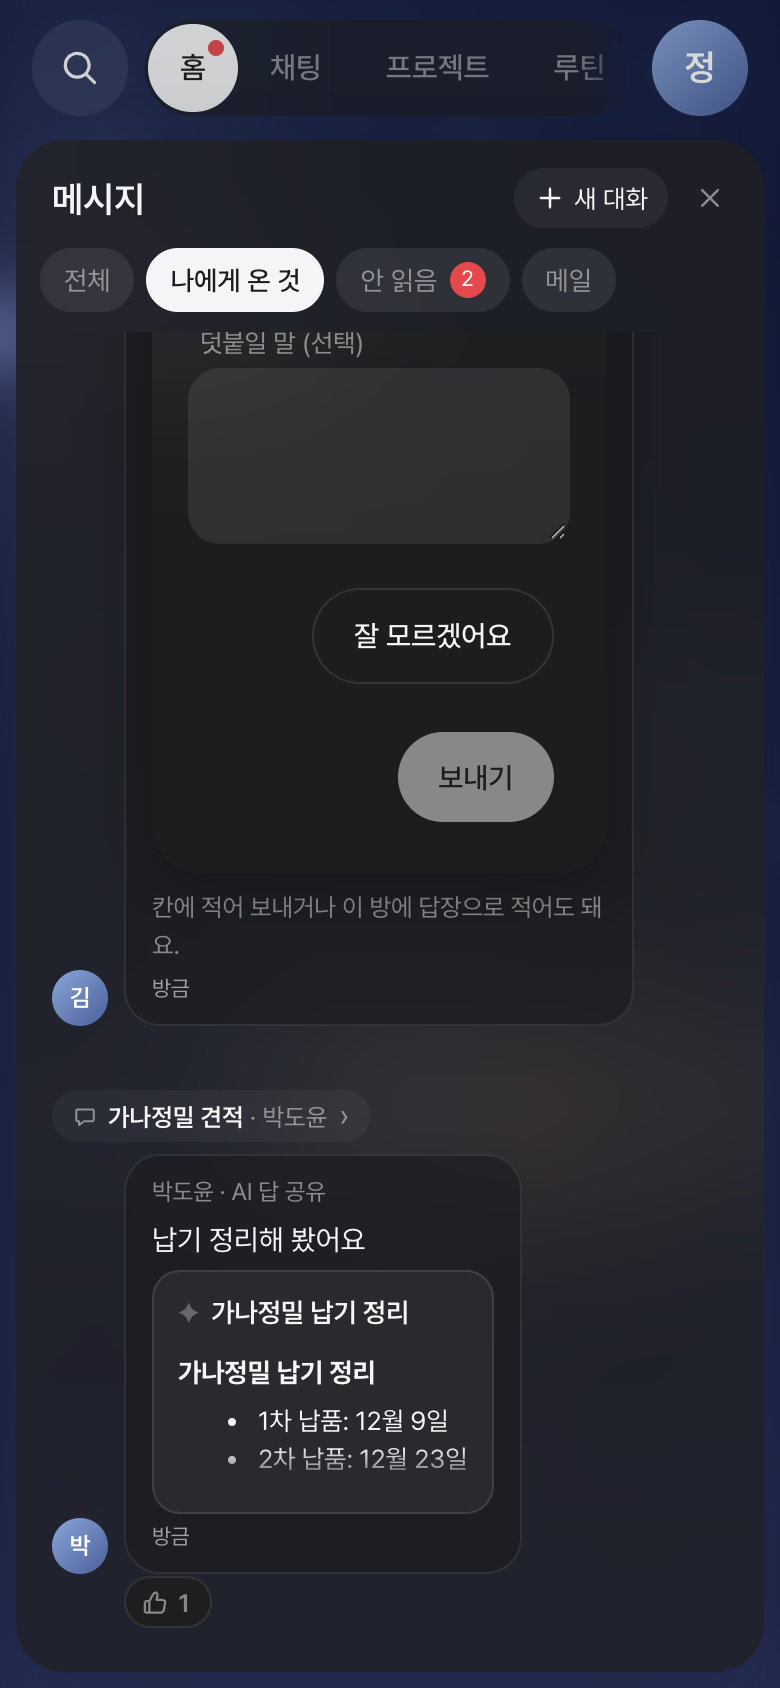 홈
채팅
프로젝트
루틴
정
메시지
새 대화
전체
나에게 온 것
안 읽음 2
메일
덧붙일 말 (선택)
잘 모르겠어요
보내기
칸에 적어 보내거나 이 방에 답장으로 적어도 돼
요.
방금
김
가나정밀 견적 · 박도윤 ›
박도윤 · AI 답 공유
납기 정리해 봤어요
가나정밀 납기 정리
가나정밀 납기 정리
• 1차 납품: 12월 9일
• 2차 납품: 12월 23일
방금
박
1